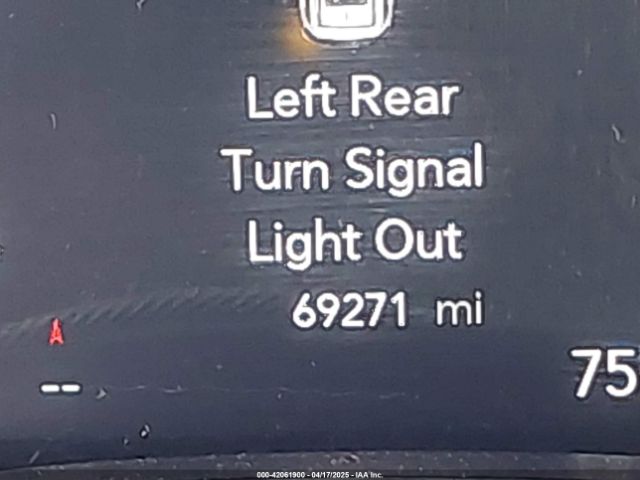 Left Rear
Turn Signal
Light Out
69271 mi
--
75
000-42061900 - 04/17/2025 - IAA Inc.